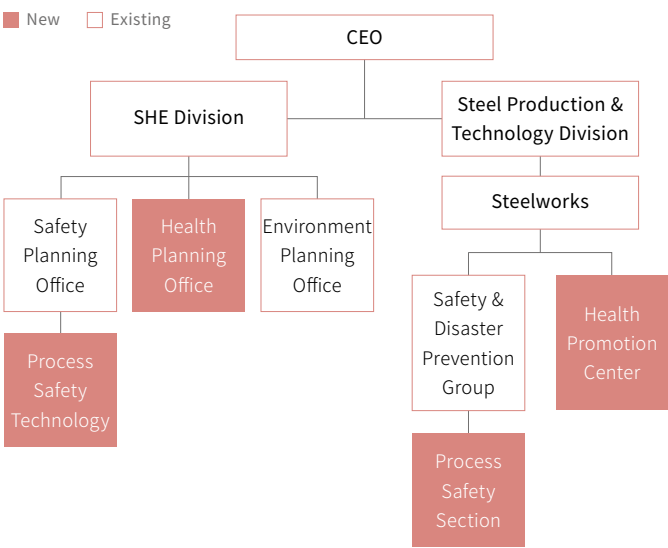 New
Existing
CEO
SHE Division
Steel Production &
Technology Division
Steelworks
Safety
Planning
Office
Health
Planning
Office
Environment
Planning
Office
Process
Safety
Technology
Safety &
Disaster
Prevention
Group
Health
Promotion
Center
Process
Safety
Section